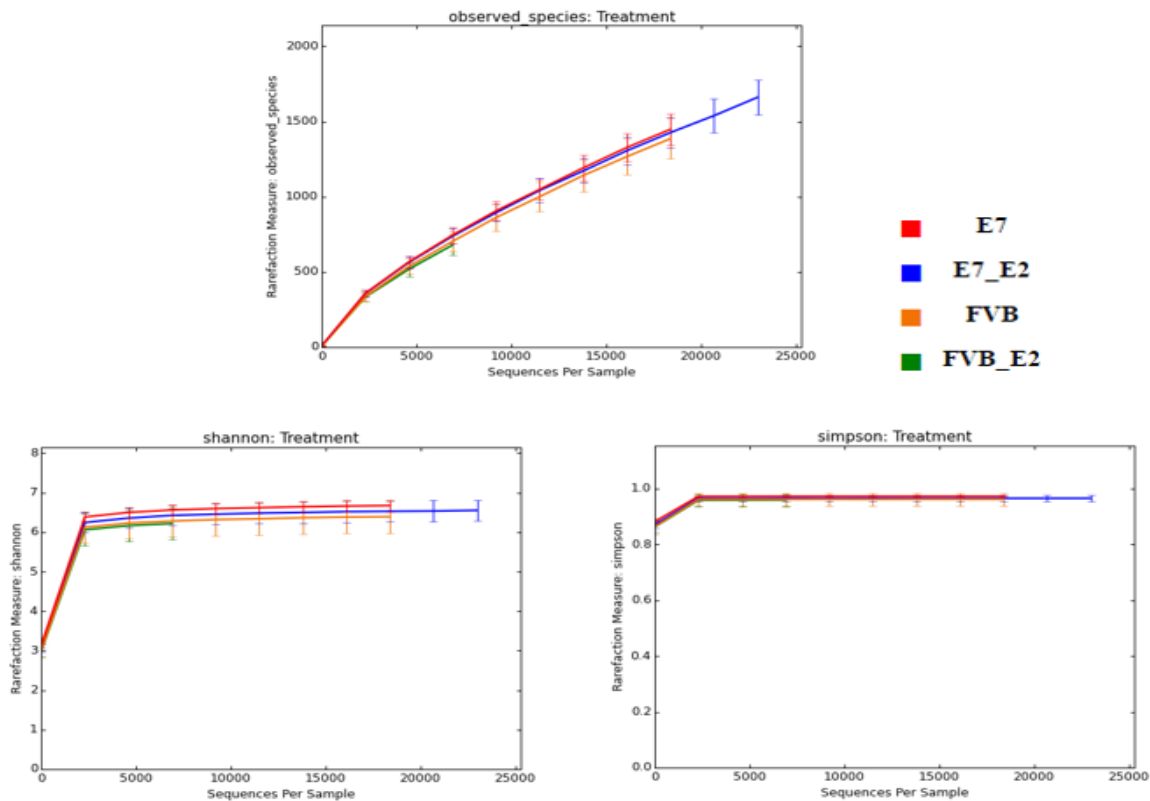 observed_species: Treatment
Rarefaction Measure: observed_species
2000
1500
1000
500
0
0 5000 10000 15000 20000 25000
Sequences Per Sample
E7
E7_E2
FVB
FVB_E2
shannon: Treatment
Rarefaction Measure: shannon
8
7
6
5
4
3
2
1
0
0 5000 10000 15000 20000 25000
Sequences Per Sample
simpson: Treatment
Rarefaction Measure: simpson
1.0
0.8
0.6
0.4
0.2
0.0
0 5000 10000 15000 20000 25000
Sequences Per Sample